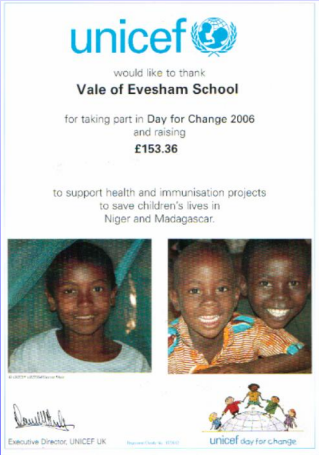 unicef
would like to thank
Vale of Evesham School
for taking part in Day for Change 2006
and raising
£153.36
to support health and immunisation projects
to save children's lives in
Niger and Madagascar.
Executive Director, UNICEF UK
unicef day for change